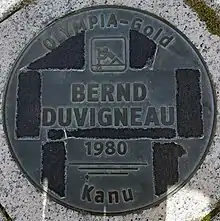 OLYMPIA-Gold
BERND
DUVIGNEAU
1980
Kanu